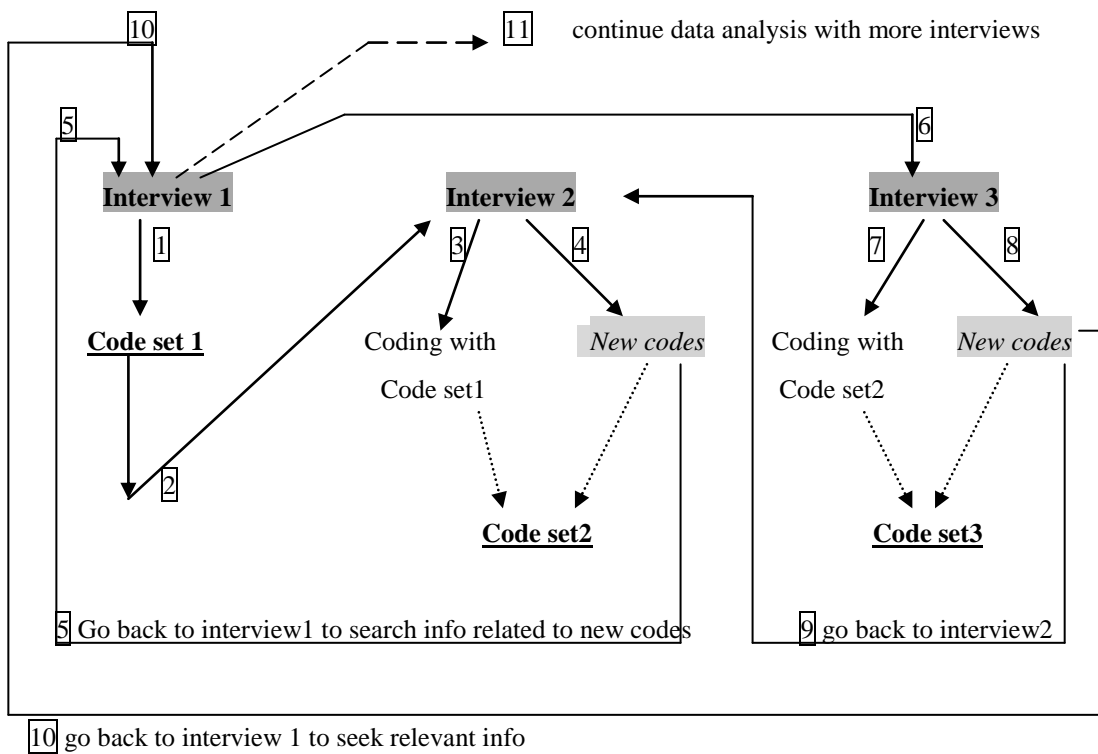 10
11 continue data analysis with more interviews
5
6
Interview 1
Interview 2
Interview 3
1
3
4
7
8
Code set 1
Coding with
Code set1
New codes
Coding with
Code set2
New codes
2
Code set2
Code set3
5 Go back to interview1 to search info related to new codes
9 go back to interview2
10 go back to interview 1 to seek relevant info